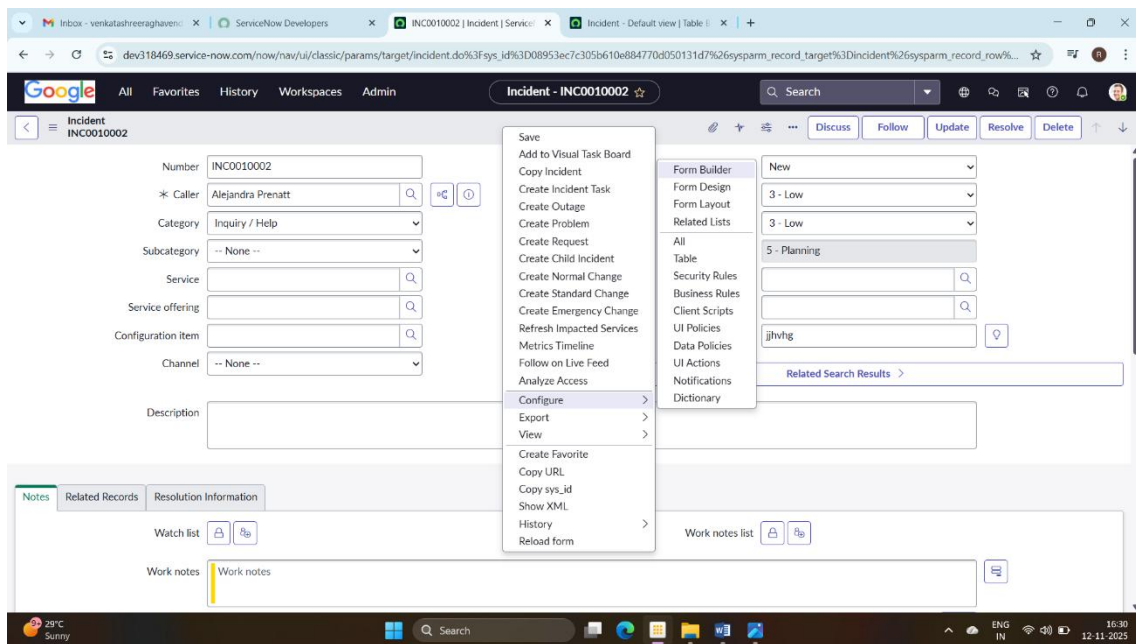 Inbox - venkatashreeraghavend
ServiceNow Developers
INC0010002 | Incident | Service
Incident - Default view | Table B
dev318469.service-now.com/now/nav/ui/classic/params/target/incident.do%3Fsys_id%3D08953ec7c305b610e884770d050131d7%26sysparm_record_target%3Dincident%26sysparm_record_row%...
R
Google
All Favorites History Workspaces Admin
Incident - INC0010002
Search
Incident
INC0010002
Discuss Follow Update Resolve Delete
Number INC0010002
Caller Alejandra Prenatt
Category Inquiry / Help
Subcategory -- None --
Service
Service offering
Configuration item
Channel -- None --
Description
Save
Add to Visual Task Board
Copy Incident
Create Incident Task
Create Outage
Create Problem
Create Request
Create Child Incident
Create Normal Change
Create Standard Change
Create Emergency Change
Refresh Impacted Services
Metrics Timeline
Follow on Live Feed
Analyze Access
Configure
Export
View
Create Favorite
Copy URL
Copy sys_id
Show XML
History
Reload form
Form Builder
Form Design
Form Layout
Related Lists
All
Table
Security Rules
Business Rules
Client Scripts
UI Policies
Data Policies
UI Actions
Notifications
Dictionary
New
3 - Low
3 - Low
5 - Planning
jjhvhg
Related Search Results
Notes Related Records Resolution Information
Watch list
Work notes list
Work notes Work notes
9+ 29°C
Sunny
Search
ENG
IN
16:30
12-11-2025